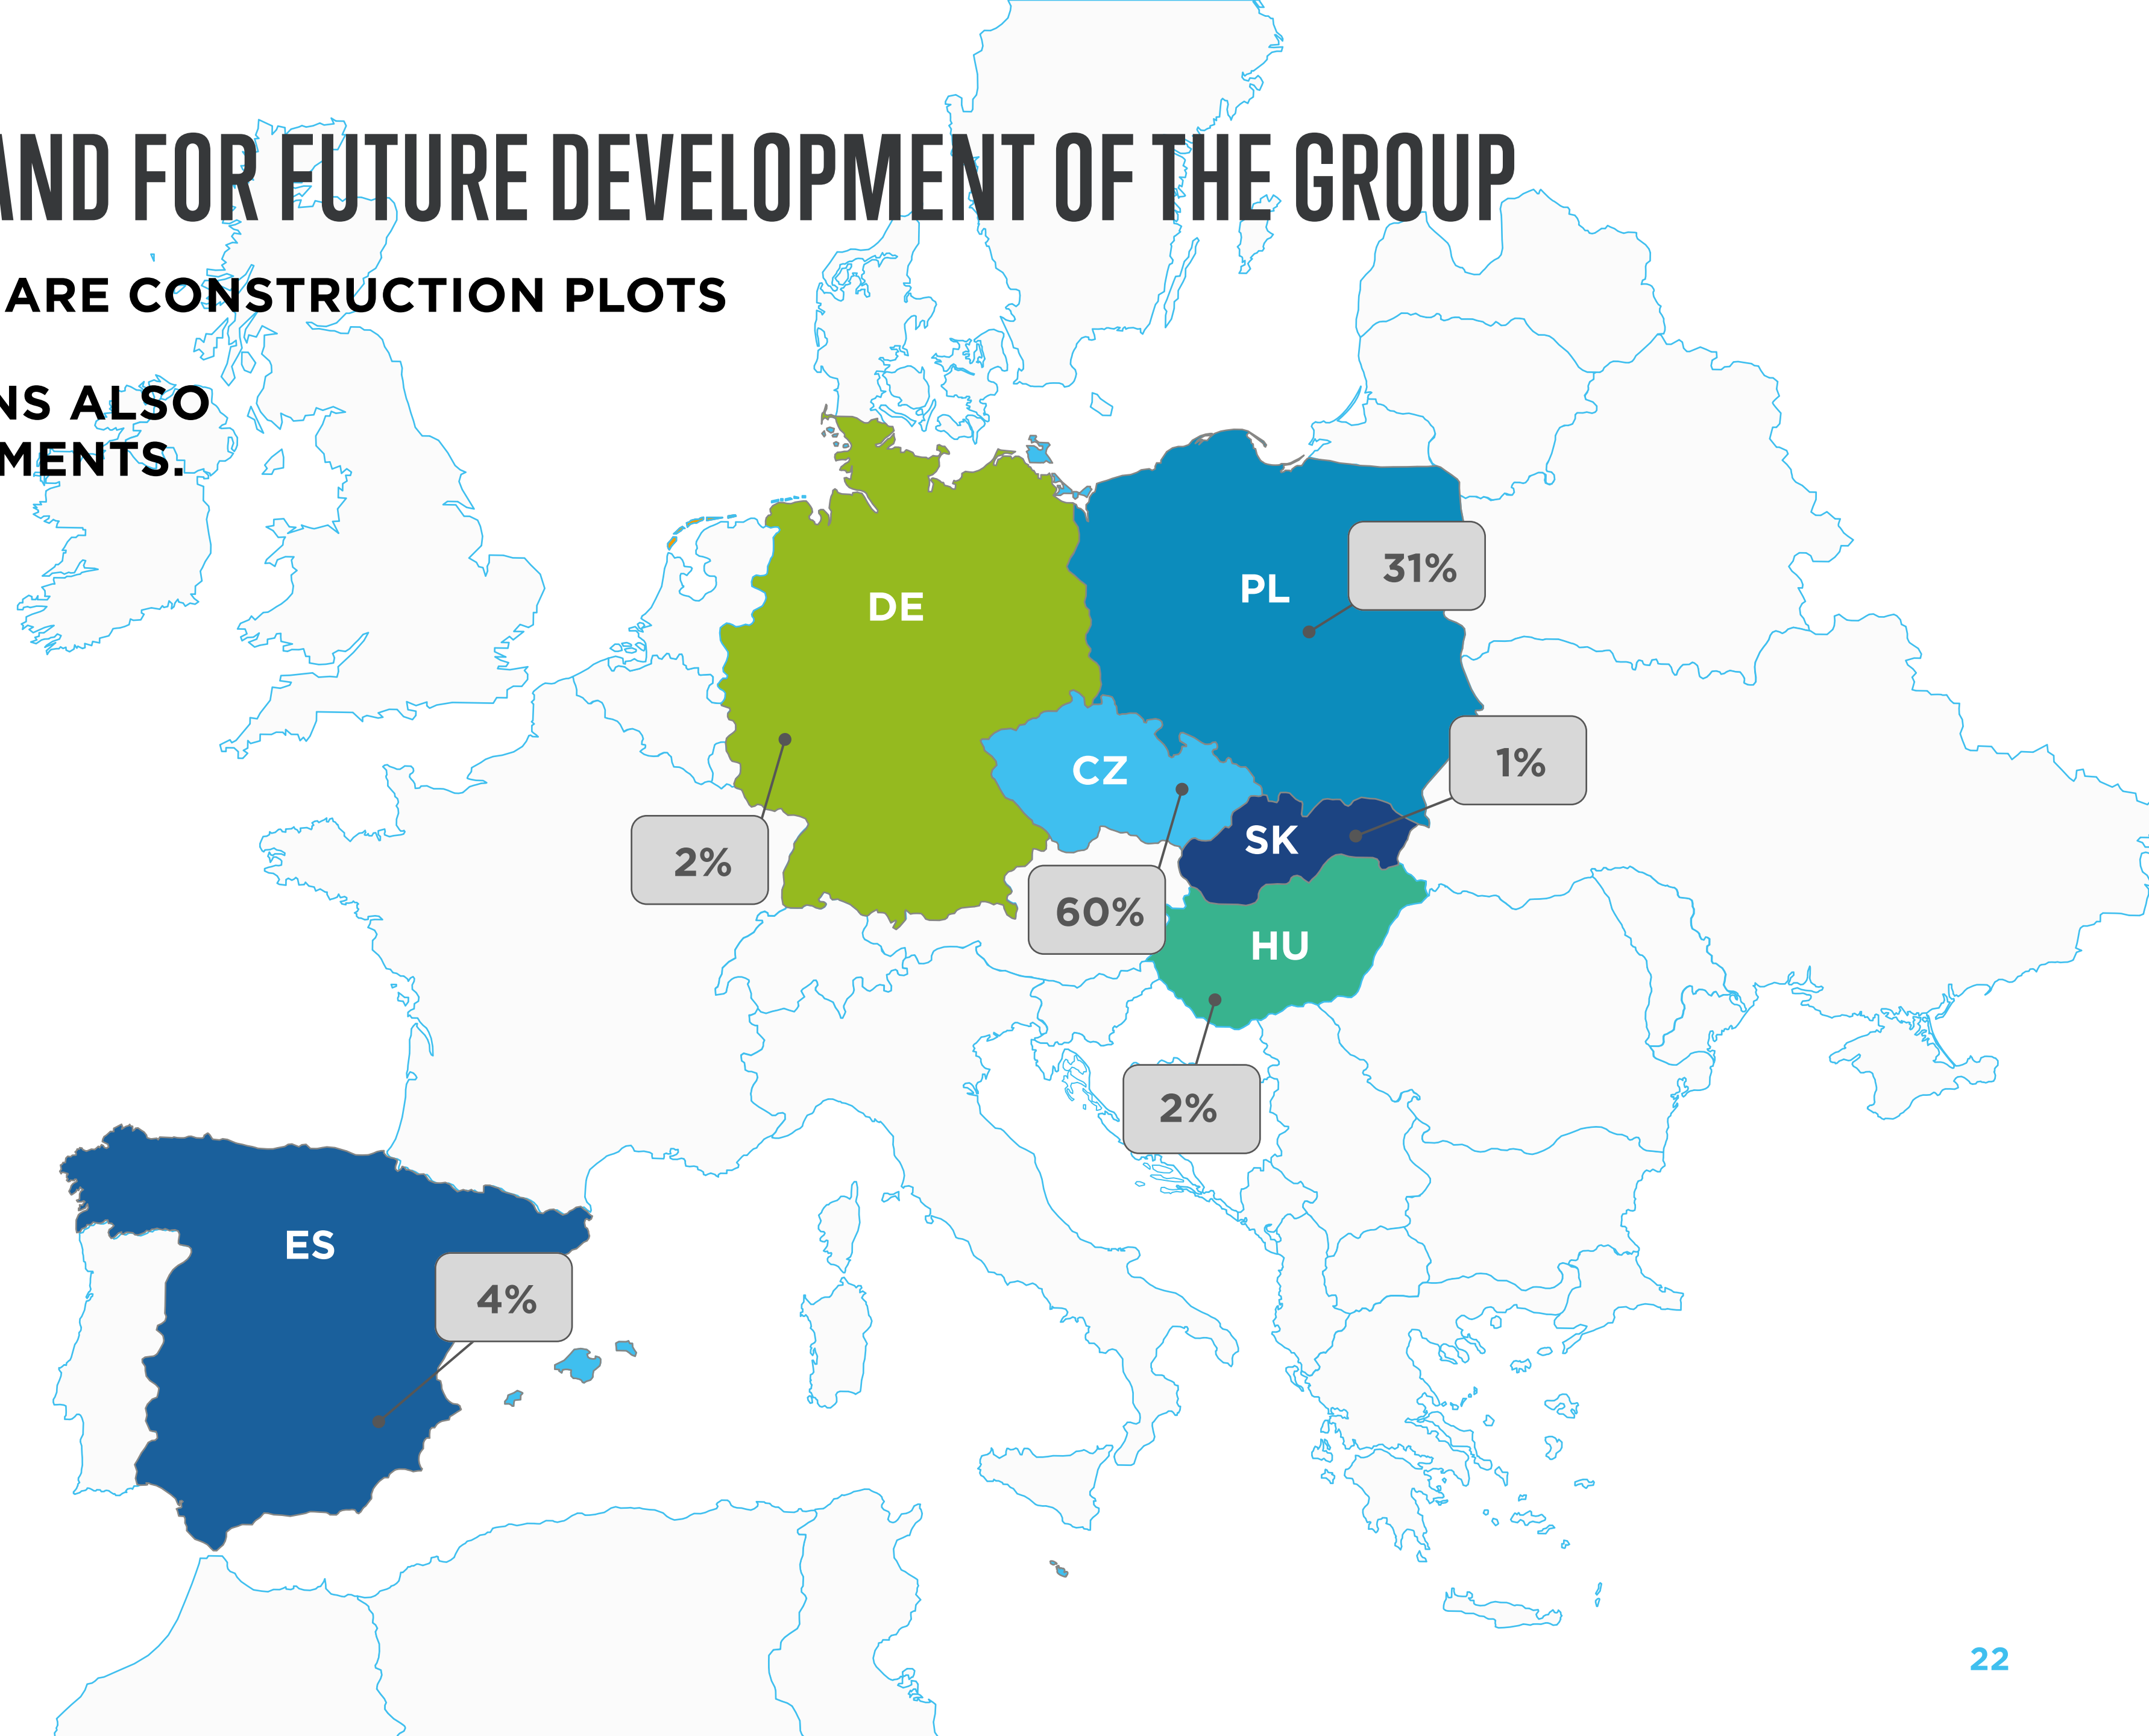 AND FOR FUTURE DEVELOPMENT OF THE GROUP
ARE CONSTRUCTION PLOTS
NS ALSO
MENTS.
PL
31%
DE
CZ
1%
SK
2%
60%
HU
2%
ES
4%
22